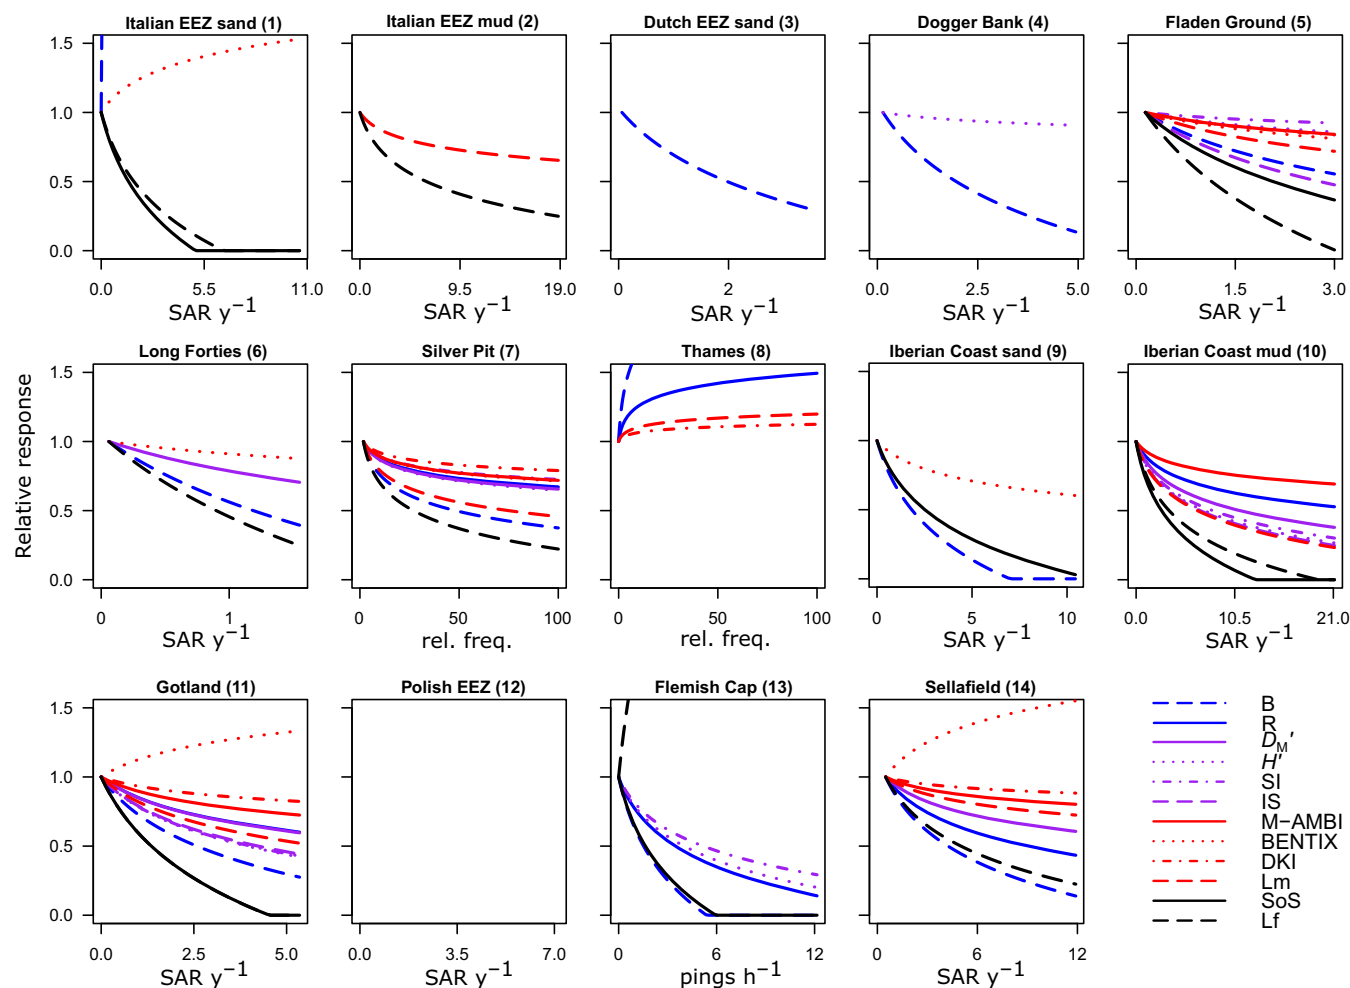 Italian EEZ sand (1)
Italian EEZ mud (2)
Dutch EEZ sand (3)
Dogger Bank (4)
Fladen Ground (5)
1.5
1.0
0.5
0.0
0.0 5.5 11.0
0.0 9.5 19.0
0.0 2
0.0 2.5 5.0
0.0 1.5 3.0
SAR y−1
SAR y−1
SAR y−1
SAR y−1
SAR y−1
Relative response
Long Forties (6)
Silver Pit (7)
Thames (8)
Iberian Coast sand (9)
Iberian Coast mud (10)
1.5
1.0
0.5
0.0
0 1
0 50 100
0 50 100
0 5 10
0.0 10.5 21.0
SAR y−1
rel. freq.
rel. freq.
SAR y−1
SAR y−1
Gotland (11)
Polish EEZ (12)
Flemish Cap (13)
Sellafield (14)
1.5
1.0
0.5
0.0
0.0 2.5 5.0
0.0 3.5 7.0
0 6 12
0 6 12
SAR y−1
SAR y−1
pings h−1
SAR y−1
B
R
DM'
H'
SI
IS
M−AMBI
BENTIX
DKI
Lm
SoS
Lf